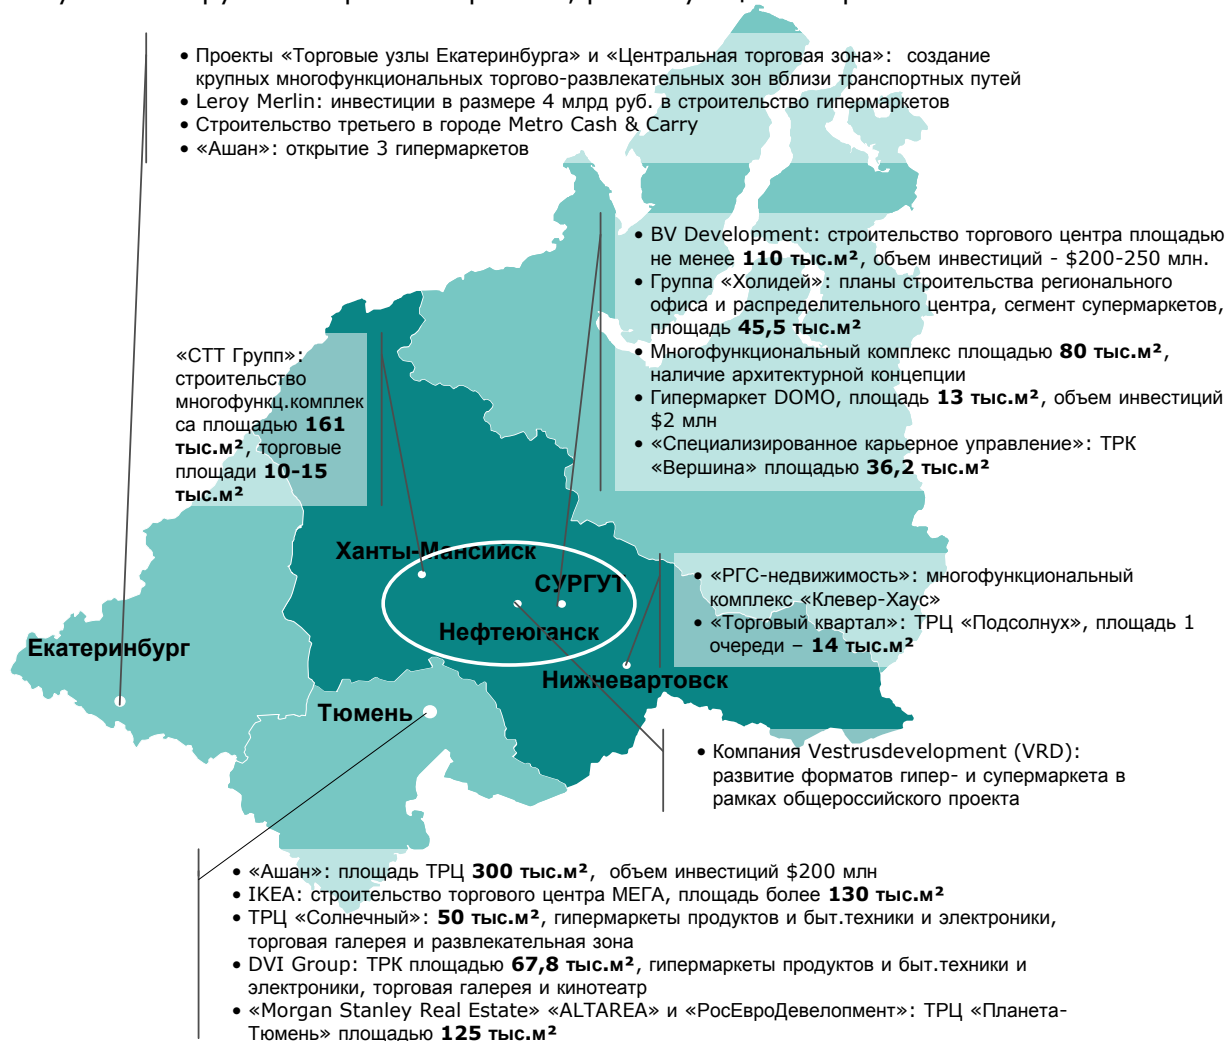 • Проекты «Торговые узлы Екатеринбурга» и «Центральная торговая зона»: создание
крупных многофункциональных торгово-развлекательных зон вблизи транспортных путей
• Leroy Merlin: инвестиции в размере 4 млрд руб. в строительство гипермаркетов
• Строительство третьего в городе Metro Cash & Carry
• «Ашан»: открытие 3 гипермаркетов
• BV Development: строительство торгового центра площадью
не менее 110 тыс.м², объем инвестиций - $200-250 млн.
• Группа «Холидей»: планы строительства регионального
офиса и распределительного центра, сегмент супермаркетов,
площадь 45,5 тыс.м²
• Многофункциональный комплекс площадью 80 тыс.м²,
наличие архитектурной концепции
• Гипермаркет DOMO, площадь 13 тыс.м², объем инвестиций
$2 млн
• «Специализированное карьерное управление»: ТРК
«Вершина» площадью 36,2 тыс.м²
«СТТ Групп»:
строительство
многофункц.комплек
са площадью 161
тыс.м², торговые
площади 10-15
тыс.м²
Ханты-Мансийск
СУРГУТ
Нефтеюганск
Екатеринбург
Нижневартовск
Тюмень
• «РГС-недвижимость»: многофункциональный
комплекс «Клевер-Хаус»
• «Торговый квартал»: ТРЦ «Подсолнух», площадь 1
очереди – 14 тыс.м²
• Компания Vestrusdevelopment (VRD):
развитие форматов гипер- и супермаркета в
рамках общероссийского проекта
• «Ашан»: площадь ТРЦ 300 тыс.м², объем инвестиций $200 млн
• IKEA: строительство торгового центра МЕГА, площадь более 130 тыс.м²
• ТРЦ «Солнечный»: 50 тыс.м², гипермаркеты продуктов и быт.техники и электроники,
торговая галерея и развлекательная зона
• DVI Group: ТРК площадью 67,8 тыс.м², гипермаркеты продуктов и быт.техники и
электроники, торговая галерея и кинотеатр
• «Morgan Stanley Real Estate» «ALTAREA» и «РосЕвроДевелопмент»: ТРЦ «Планета-
Тюмень» площадью 125 тыс.м²